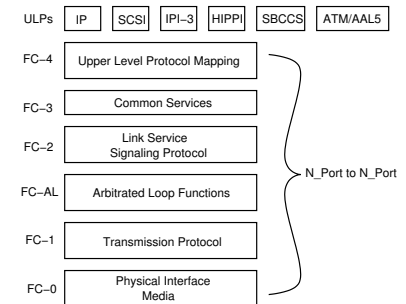 ULPs IP SCSI IPI–3 HIPPI SBCCS ATM/AAL5
FC–4 Upper Level Protocol Mapping
FC–3 Common Services
FC–2 Link Service
Signaling Protocol
N_Port to N_Port
FC–AL Arbitrated Loop Functions
FC–1 Transmission Protocol
FC–0 Physical Interface
Media